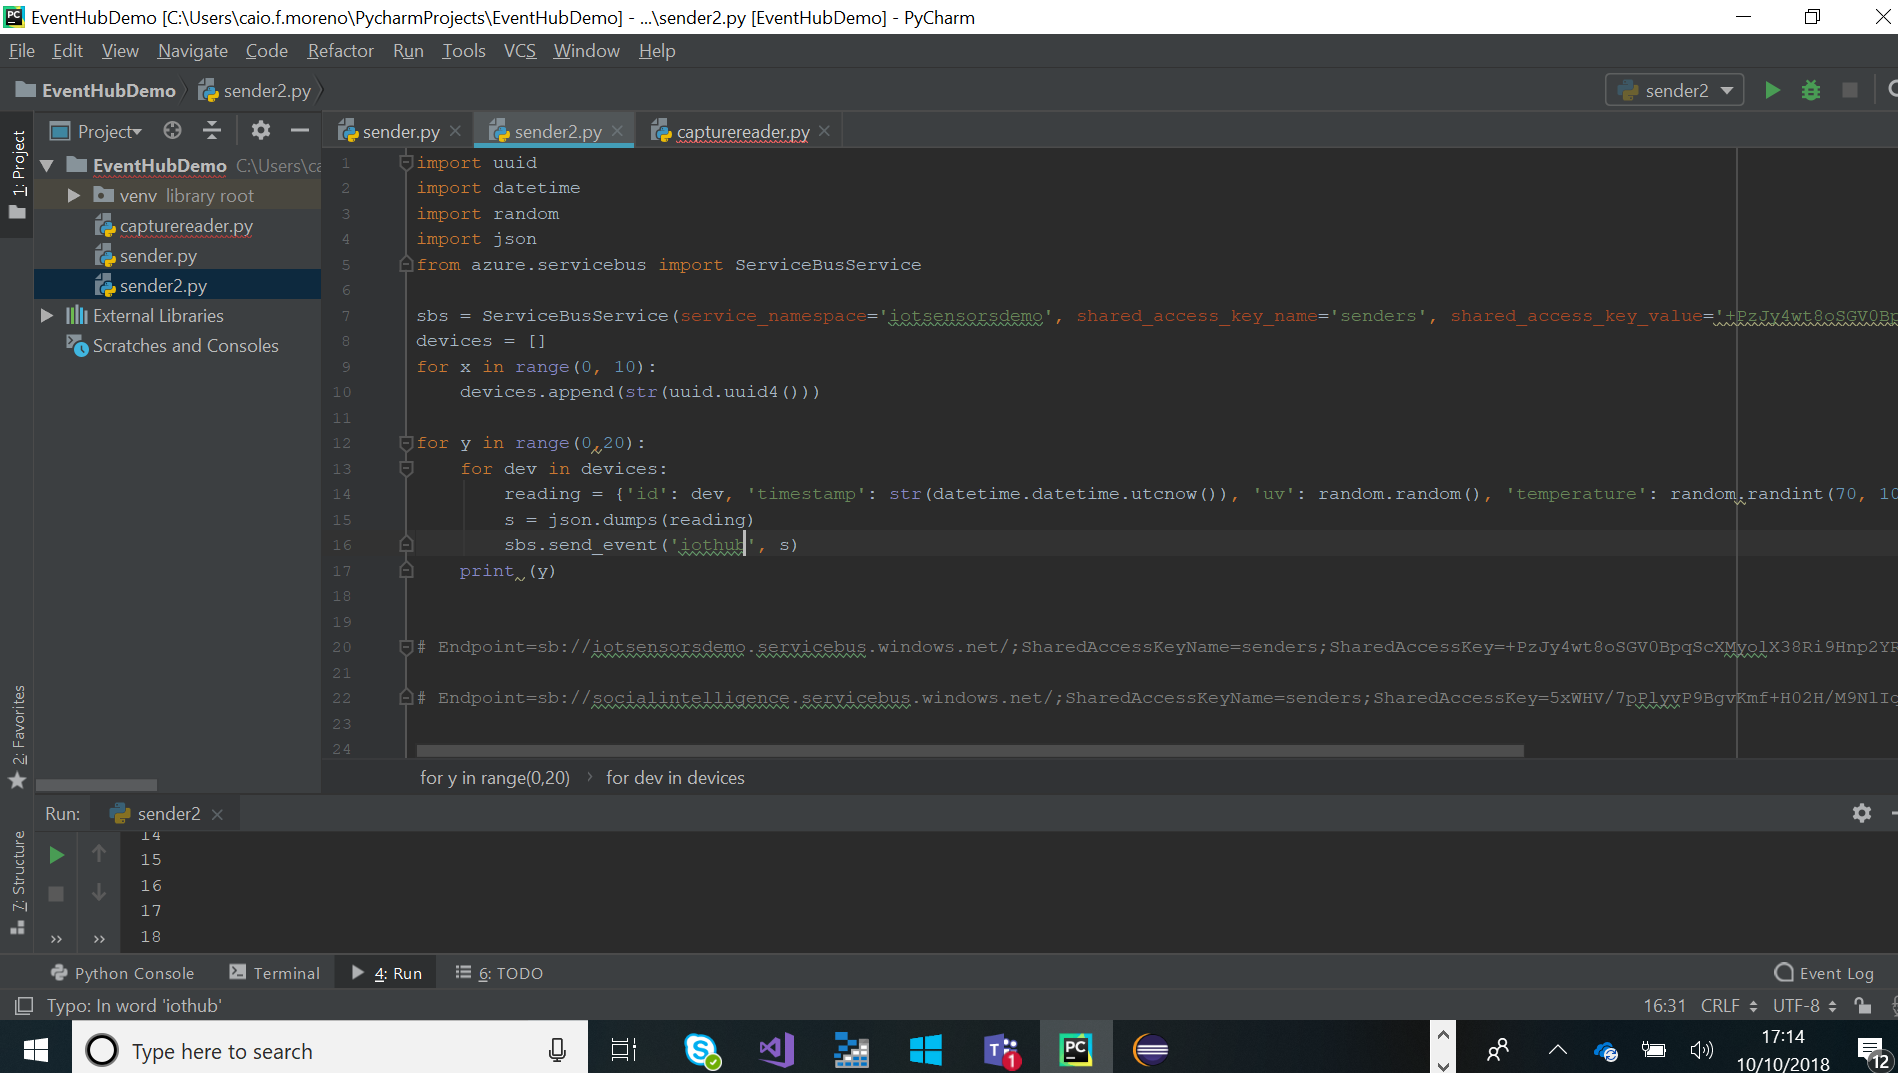 EventHubDemo [C:\Users\caio.f.moreno\PycharmProjects\EventHubDemo] - ...\sender2.py [EventHubDemo] - PyCharm
File Edit View Navigate Code Refactor Run Tools VCS Window Help
EventHubDemo sender2.py sender2
1: Project
Project
sender.py sender2.py capturereader.py
EventHubDemo C:\Users\ca
venv library root
capturereader.py
sender.py
sender2.py
External Libraries
Scratches and Consoles
1 import uuid
2 import datetime
3 import random
4 import json
5 from azure.servicebus import ServiceBusService
6
7 sbs = ServiceBusService(service_namespace='iotsensorsdemo', shared_access_key_name='senders', shared_access_key_value='+PzJy4wt8oSGV0Bp
8 devices = []
9 for x in range(0, 10):
10 devices.append(str(uuid.uuid4()))
11
12 for y in range(0,20):
13 for dev in devices:
14 reading = {'id': dev, 'timestamp': str(datetime.datetime.utcnow()), 'uv': random.random(), 'temperature': random.randint(70, 10
15 s = json.dumps(reading)
16 sbs.send_event('iothub', s)
17 print (y)
18
19
20 # Endpoint=sb://iotsensorsdemo.servicebus.windows.net/;SharedAccessKeyName=senders;SharedAccessKey=+PzJy4wt8oSGV0BpqScXMyolX38Ri9Hnp2YR
21
22 # Endpoint=sb://socialintelligence.servicebus.windows.net/;SharedAccessKeyName=senders;SharedAccessKey=5xWHV/7pPlyvP9BgvKmf+H02H/M9NlIq
23
24
for y in range(0,20) for dev in devices
2: Favorites
7: Structure
Run: sender2
14
15
16
17
18
Python Console Terminal 4: Run 6: TODO Event Log
Typo: In word 'iothub' 16:31 CRLF UTF-8
Type here to search
1
PC
17:14
10/10/2018
12